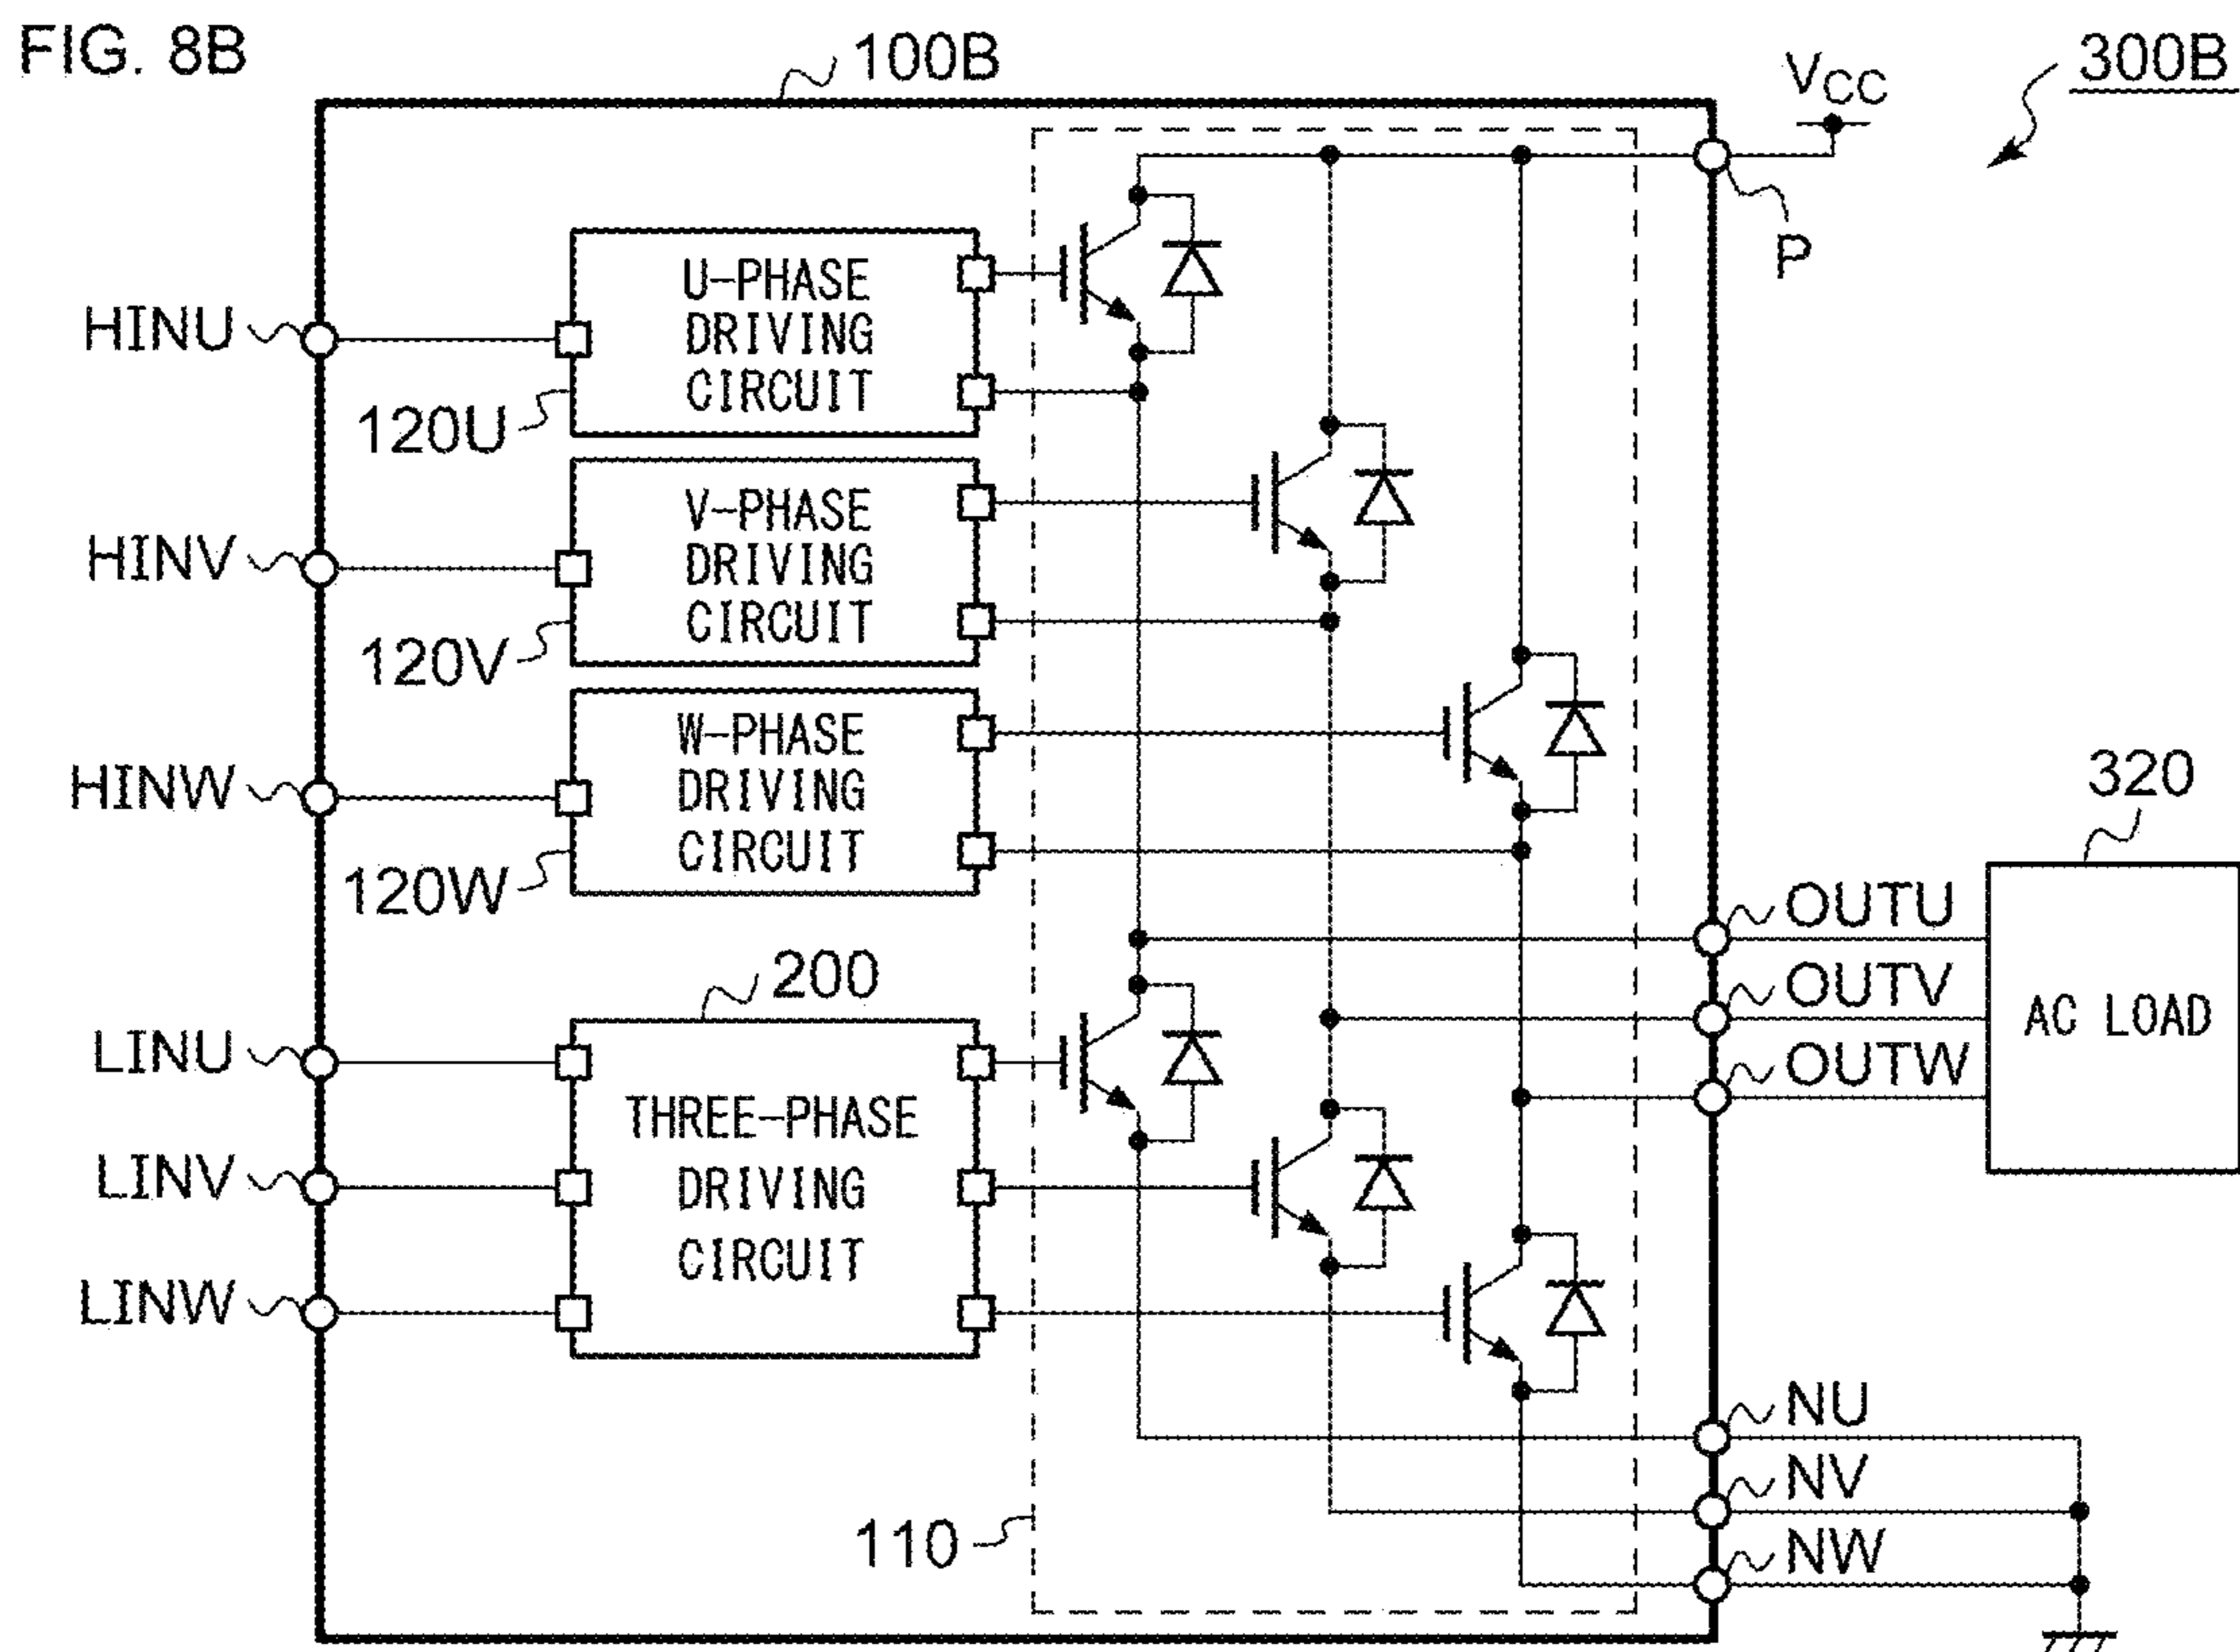 FIG. 8B
100B
VCC
300B
P
U-PHASE
DRIVING
CIRCUIT
HINU
120U
V-PHASE
DRIVING
CIRCUIT
HINV
120V
W-PHASE
DRIVING
CIRCUIT
HINW
120W
320
AC LOAD
OUTU
OUTV
OUTW
200
THREE-PHASE
DRIVING
CIRCUIT
LINU
LINV
LINW
110
NU
NV
NW